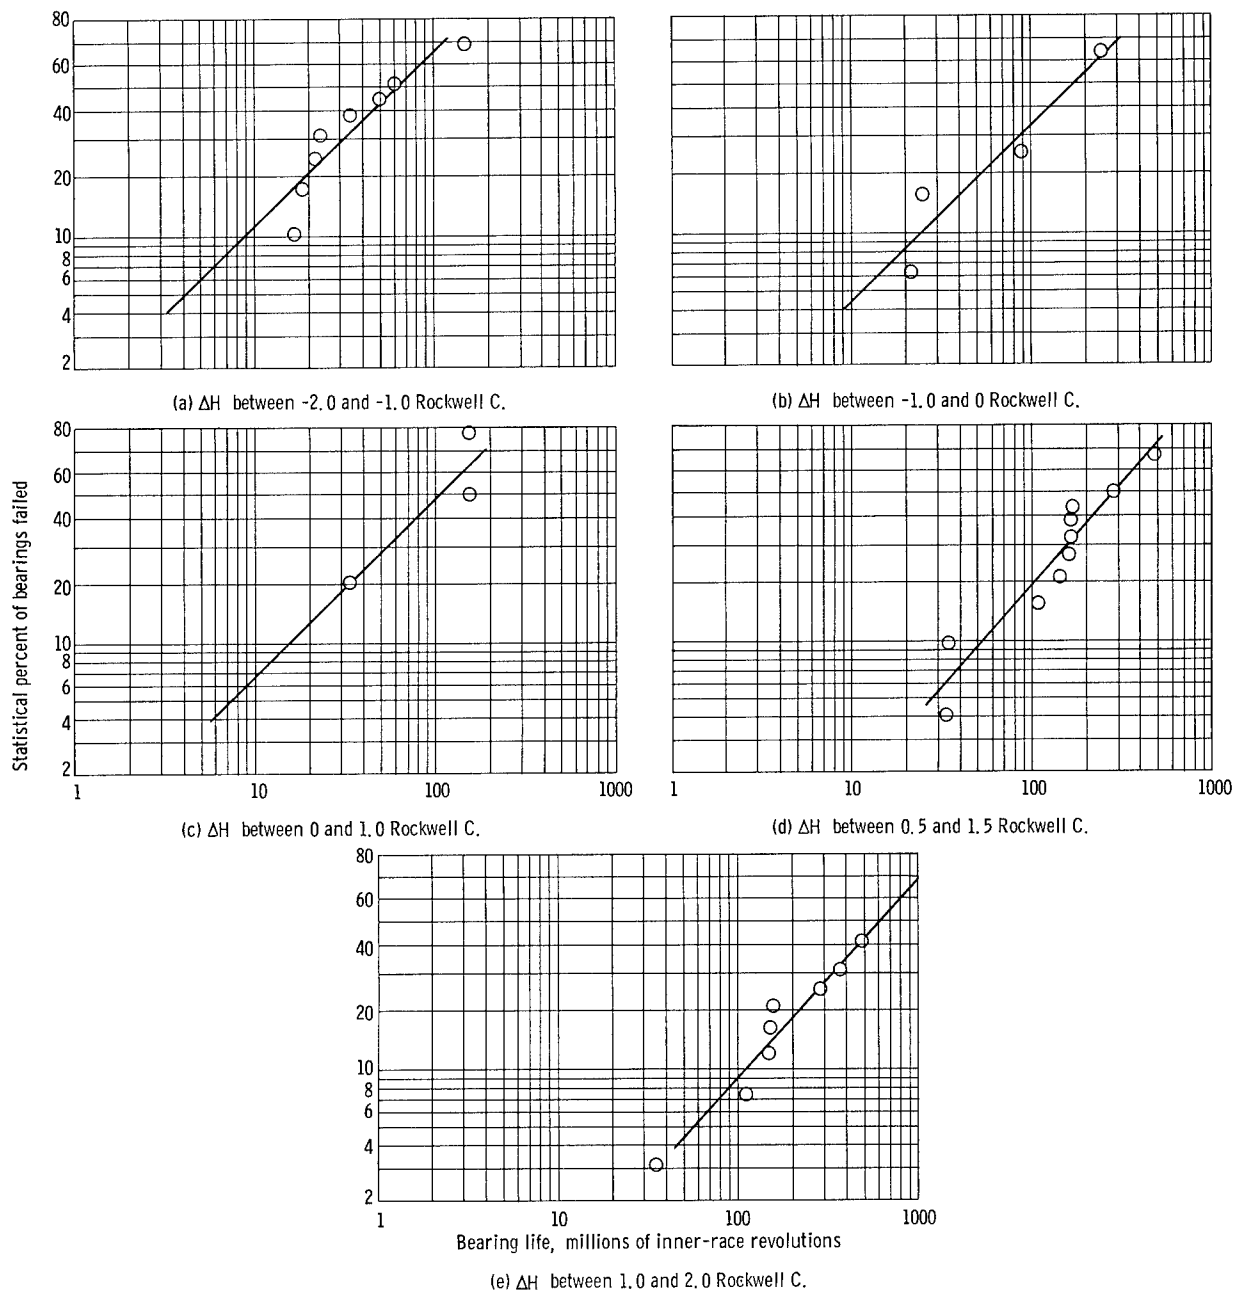 80
60
40
20
10
8
6
4
2
(a) ΔH between -2.0 and -1.0 Rockwell C.
(b) ΔH between -1.0 and 0 Rockwell C.
Statistical percent of bearings failed
80
60
40
20
10
8
6
4
2
1 10 100 1000
1 10 100 1000
(c) ΔH between 0 and 1.0 Rockwell C.
(d) ΔH between 0.5 and 1.5 Rockwell C.
80
60
40
20
10
8
6
4
2
1 10 100 1000
Bearing life, millions of inner-race revolutions
(e) ΔH between 1.0 and 2.0 Rockwell C.